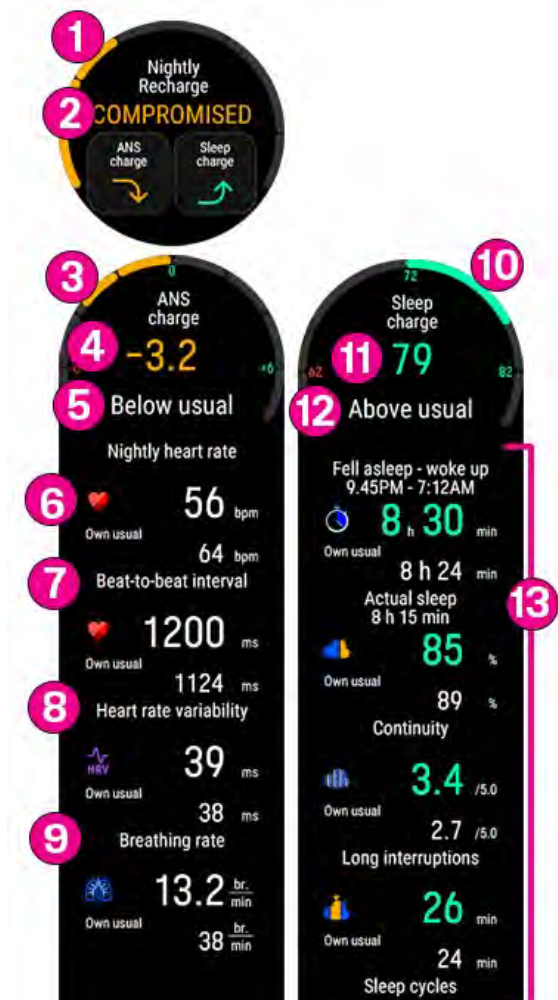 1
Nightly
Recharge
2
COMPROMISED
ANS
charge
Sleep
charge
3
0
ANS
charge
4
-3.2
+6
5
Below usual
Nightly heart rate
6
56 bpm
Own usual
64 bpm
7
Beat-to-beat interval
1200 ms
Own usual
1124 ms
8
Heart rate variability
HRV
39 ms
Own usual
38 ms
9
Breathing rate
13.2 br.
min
Own usual
38 br.
min
10
72
Sleep
charge
11
79
62
82
12
Above usual
13
Fell asleep - woke up
9.45PM - 7:12AM
8 h 30 min
Own usual
8 h 24 min
Actual sleep
8 h 15 min
85 %
Own usual
89 %
Continuity
3.4 /5.0
Own usual
2.7 /5.0
Long interruptions
26 min
Own usual
24 min
Sleep cycles